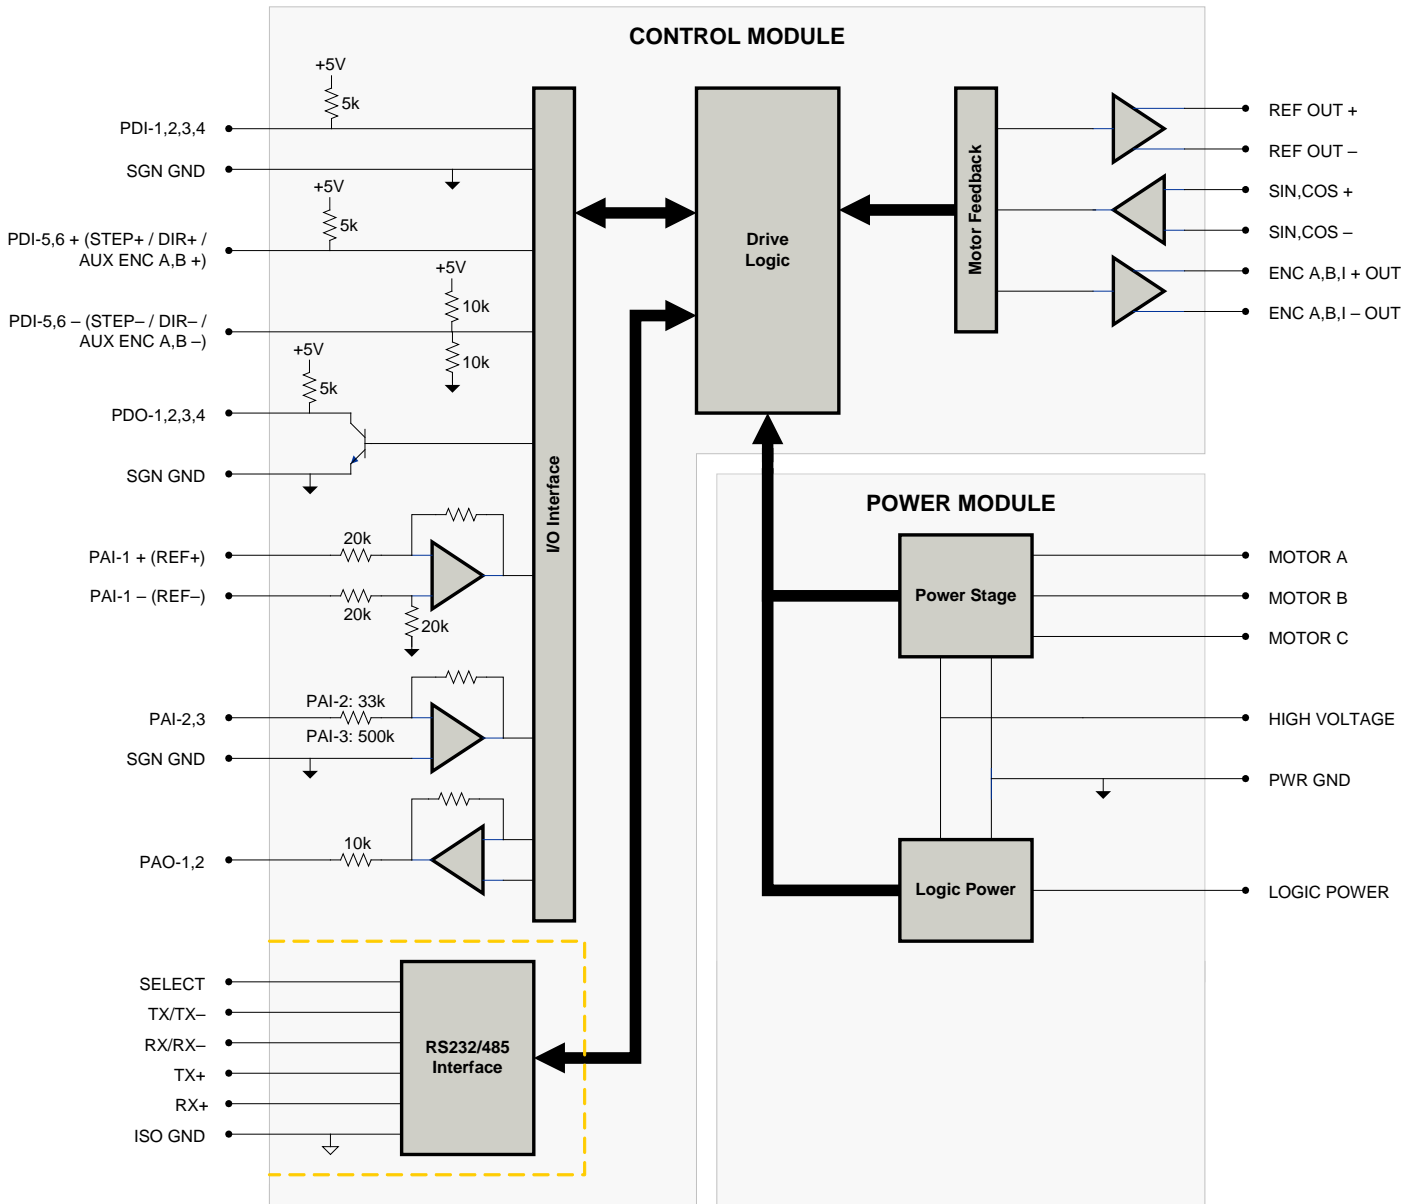 CONTROL MODULE
+5V
5k
PDI-1,2,3,4
SGN GND
+5V
5k
PDI-5,6 + (STEP+ / DIR+ /
AUX ENC A,B +)
+5V
10k
PDI-5,6 – (STEP– / DIR– /
AUX ENC A,B –)
10k
+5V
5k
PDO-1,2,3,4
SGN GND
20k
PAI-1 + (REF+)
PAI-1 – (REF–)
20k
20k
PAI-2: 33k
PAI-2,3
PAI-3: 500k
SGN GND
10k
PAO-1,2
I/O Interface
SELECT
TX/TX–
RX/RX–
TX+
RX+
ISO GND
RS232/485
Interface
Drive
Logic
Motor Feedback
REF OUT +
REF OUT –
SIN,COS +
SIN,COS –
ENC A,B,I + OUT
ENC A,B,I – OUT
POWER MODULE
Power Stage
MOTOR A
MOTOR B
MOTOR C
HIGH VOLTAGE
PWR GND
Logic Power
LOGIC POWER